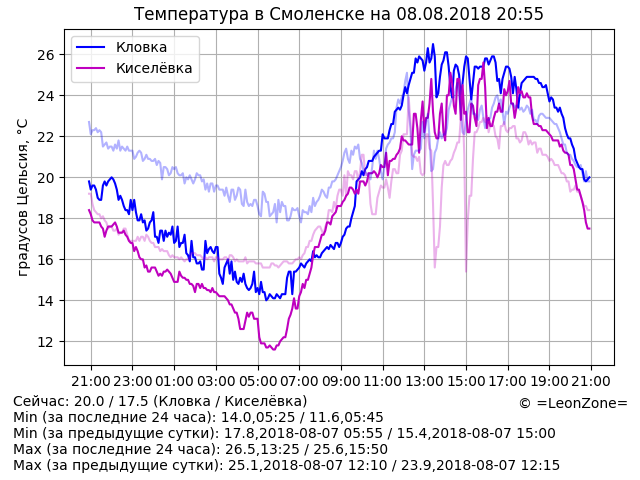 Температура в Смоленске на 08.08.2018 20:55
Кловка
Киселёвка
градусов Цельсия, °C
26
24
22
20
18
16
14
12
21:00 23:00 01:00 03:00 05:00 07:00 09:00 11:00 13:00 15:00 17:00 19:00 21:00
Сейчас: 20.0 / 17.5 (Кловка / Киселёвка)
© =LeonZone=
Min (за последние 24 часа): 14.0,05:25 / 11.6,05:45
Min (за предыдущие сутки): 17.8,2018-08-07 05:55 / 15.4,2018-08-07 15:00
Max (за последние 24 часа): 26.5,13:25 / 25.6,15:50
Max (за предыдущие сутки): 25.1,2018-08-07 12:10 / 23.9,2018-08-07 12:15